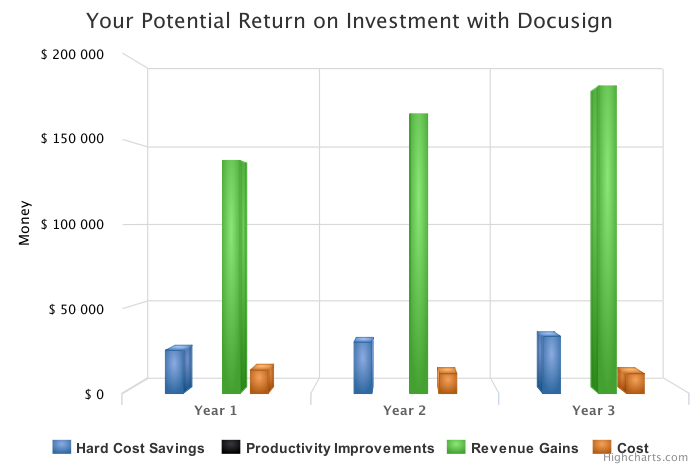 Your Potential Return on Investment with Docusign
$ 200 000
$ 150 000
$ 100 000
$ 50 000
$ 0
Money
Year 1
Year 2
Year 3
Hard Cost Savings
Productivity Improvements
Revenue Gains
Cost
Highcharts.com